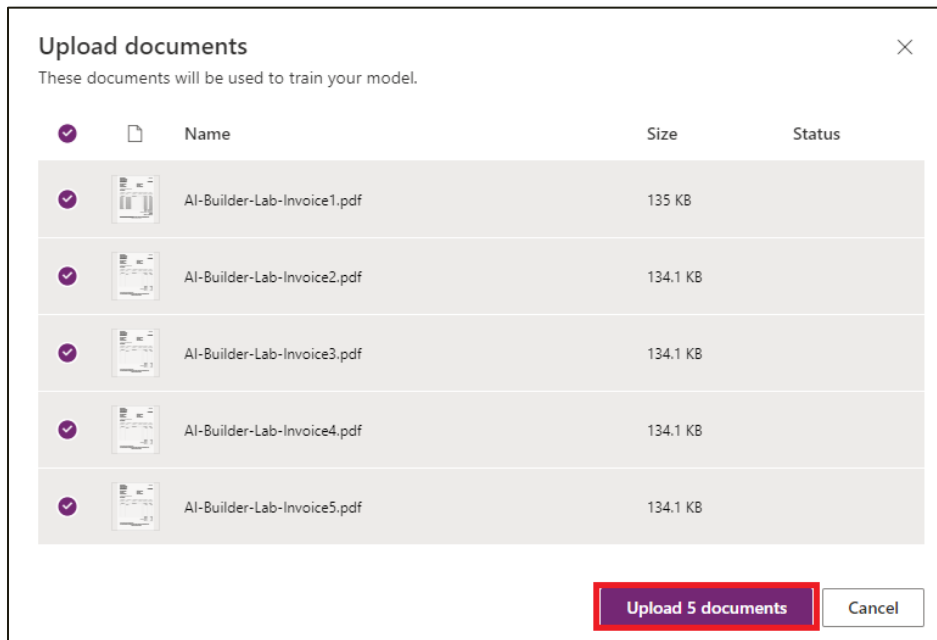 Upload documents
These documents will be used to train your model.
Name Size Status
AI-Builder-Lab-Invoice1.pdf 135 KB
AI-Builder-Lab-Invoice2.pdf 134.1 KB
AI-Builder-Lab-Invoice3.pdf 134.1 KB
AI-Builder-Lab-Invoice4.pdf 134.1 KB
AI-Builder-Lab-Invoice5.pdf 134.1 KB
Upload 5 documents Cancel